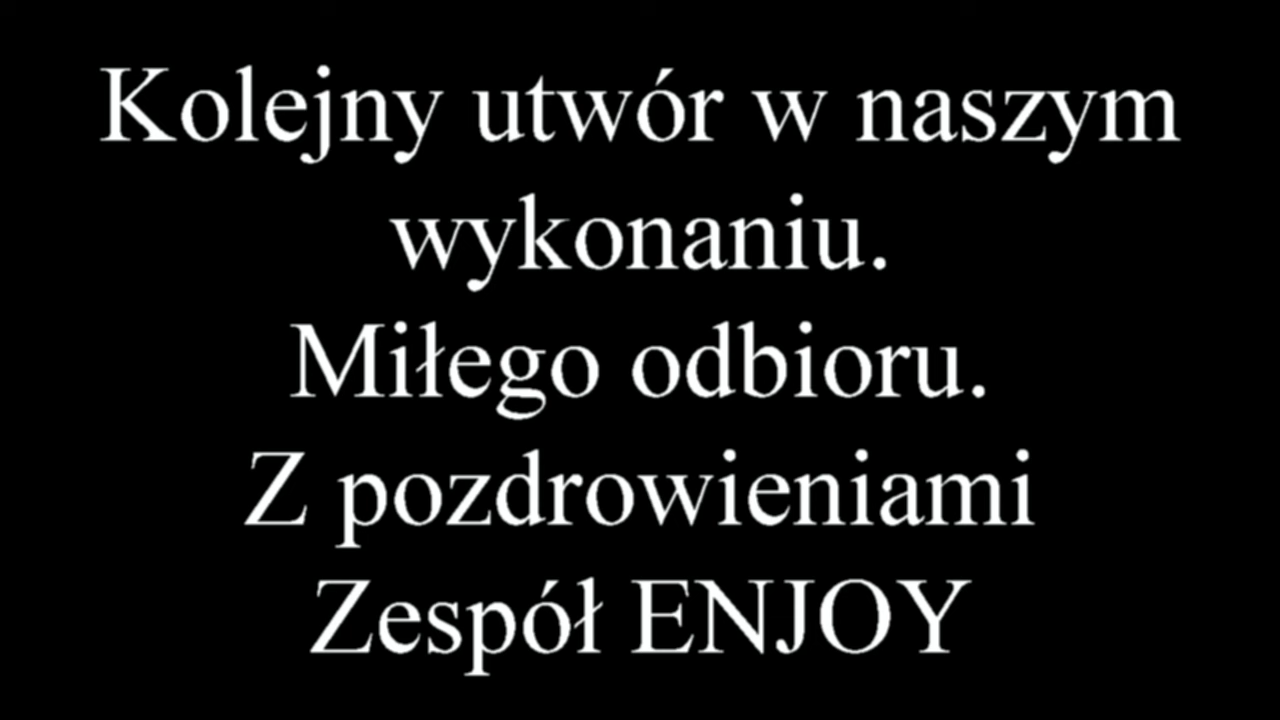 Kolejny utwór w naszym
wykonaniu.
Miłego odbioru.
Z pozdrowieniami
Zespół ENJOY